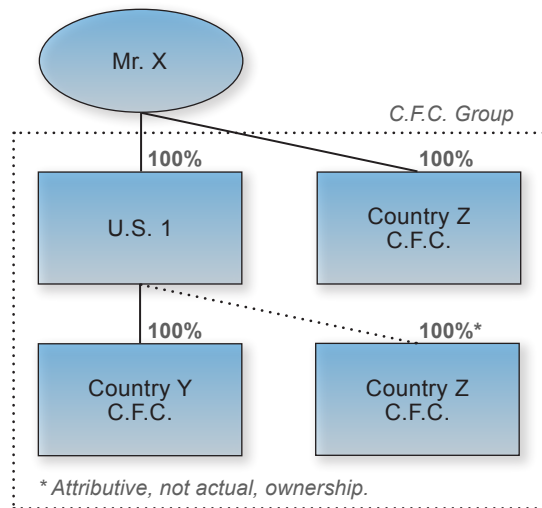 Mr. X
C.F.C. Group
100%
100%
U.S. 1
Country Z
C.F.C.
100%
100%*
Country Y
C.F.C.
Country Z
C.F.C.
* Attributive, not actual, ownership.